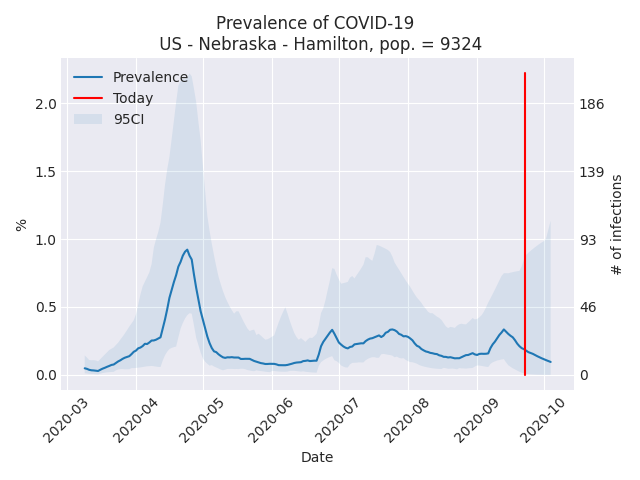 Prevalence of COVID-19
US - Nebraska - Hamilton, pop. = 9324
Prevalence
Today
95CI
2.0
1.5
1.0
0.5
0.0
%
186
139
93
46
0
# of infections
2020-03
2020-04
2020-05
2020-06
2020-07
2020-08
2020-09
2020-10
Date